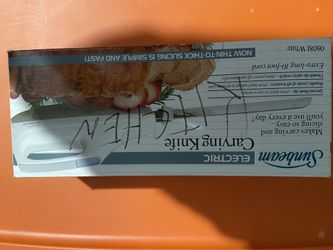 Sunbeam
ELECTRIC
Carving Knife
Makes carving and
slicing so easy...
you'll use it every day!
KITCHEN
NOW THIN-TO-THICK SLICING IS SIMPLE AND FAST!
Extra-long 10-foot cord
06081 White